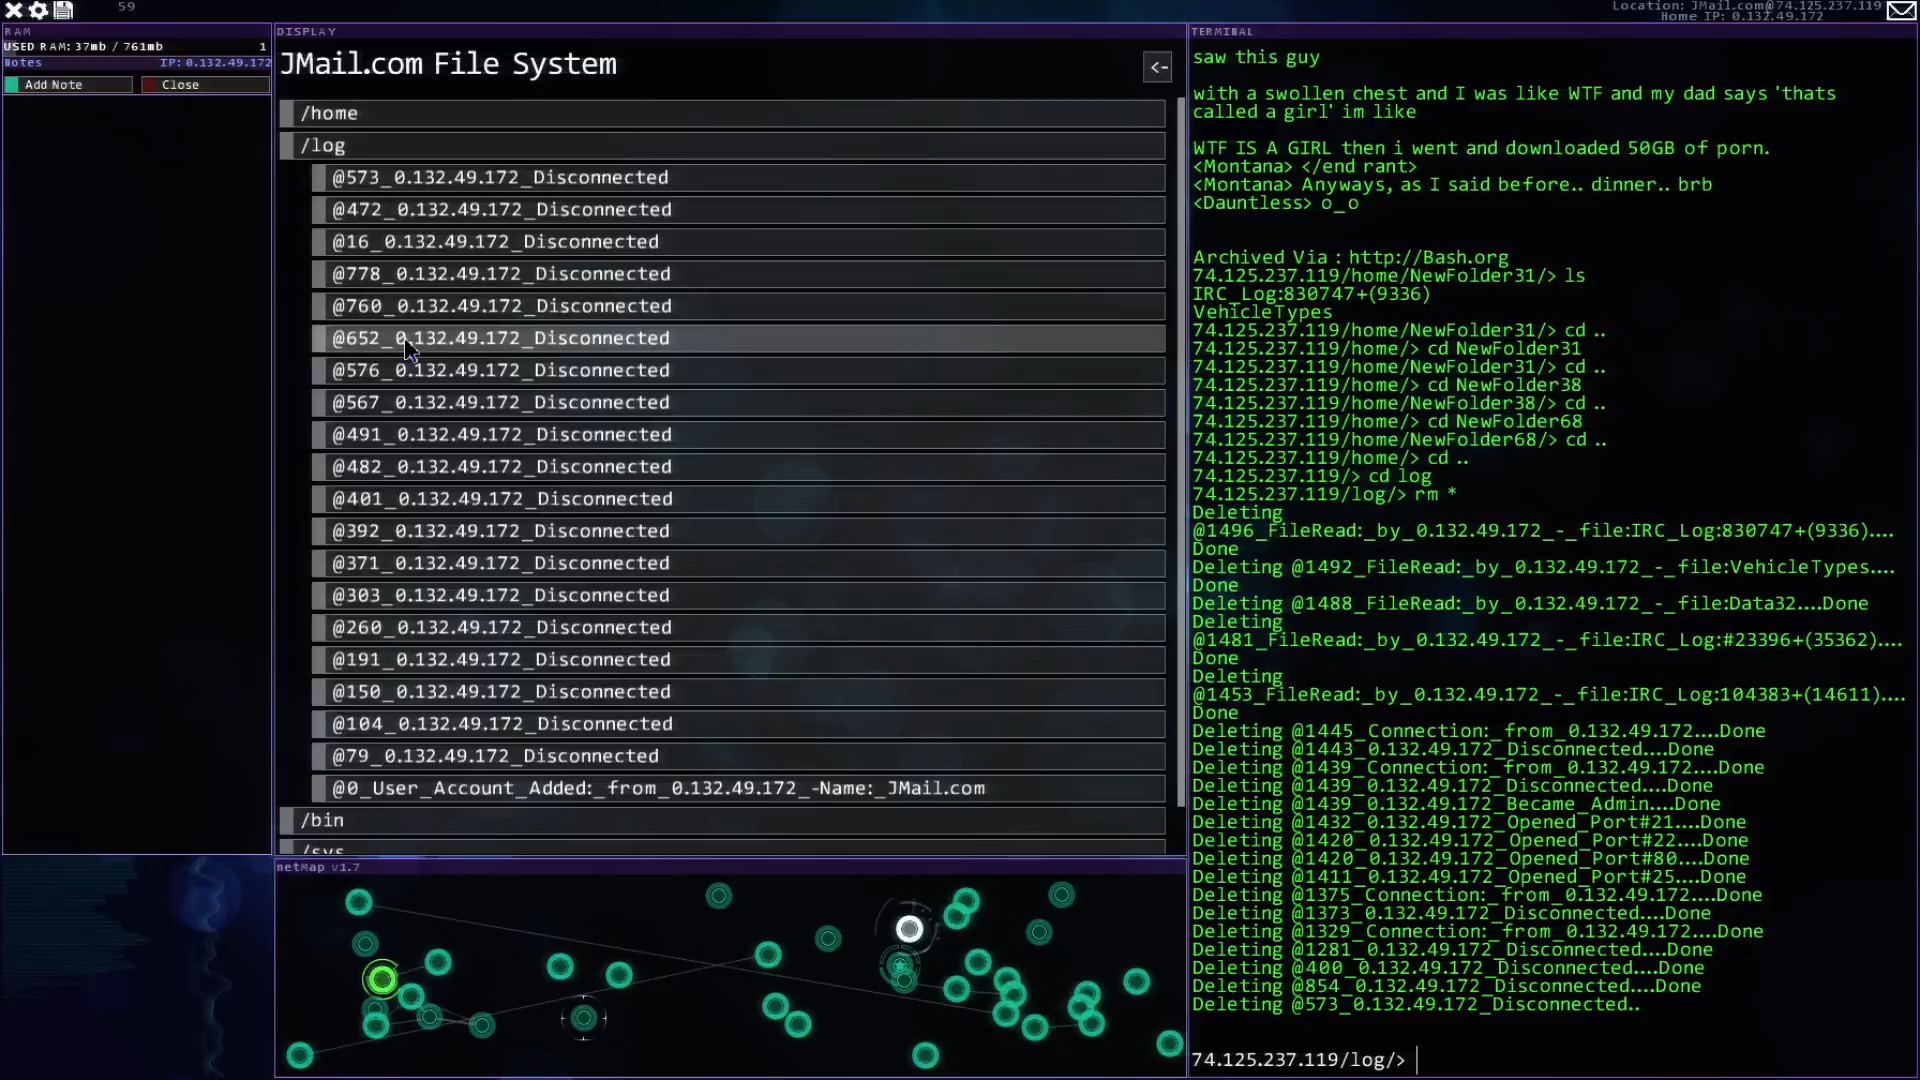 59
Location: JMail.com@74.125.237.119
Home IP: 0.132.49.172
RAM
USED RAM: 37mb / 761mb 1
Notes IP: 0.132.49.172
Add Note Close
DISPLAY
JMail.com File System
<-
/home
/log
@573_0.132.49.172_Disconnected
@472_0.132.49.172_Disconnected
@16_0.132.49.172_Disconnected
@778_0.132.49.172_Disconnected
@760_0.132.49.172_Disconnected
@652_0.132.49.172_Disconnected
@576_0.132.49.172_Disconnected
@567_0.132.49.172_Disconnected
@491_0.132.49.172_Disconnected
@482_0.132.49.172_Disconnected
@401_0.132.49.172_Disconnected
@392_0.132.49.172_Disconnected
@371_0.132.49.172_Disconnected
@303_0.132.49.172_Disconnected
@260_0.132.49.172_Disconnected
@191_0.132.49.172_Disconnected
@150_0.132.49.172_Disconnected
@104_0.132.49.172_Disconnected
@79_0.132.49.172_Disconnected
@0_User_Account_Added:_from_0.132.49.172_-Name:_JMail.com
/bin
/sys
netMap v1.7
TERMINAL
saw this guy
with a swollen chest and I was like WTF and my dad says 'thats
called a girl' im like
WTF IS A GIRL then i went and downloaded 50GB of porn.
<Montana> </end rant>
<Montana> Anyways, as I said before.. dinner.. brb
<Dauntless> o_o
Archived Via : http://Bash.org
74.125.237.119/home/NewFolder31/> ls
IRC_Log:830747+(9336)
VehicleTypes
74.125.237.119/home/NewFolder31/> cd ..
74.125.237.119/home/> cd NewFolder31
74.125.237.119/home/NewFolder31/> cd ..
74.125.237.119/home/> cd NewFolder38
74.125.237.119/home/NewFolder38/> cd ..
74.125.237.119/home/> cd NewFolder68
74.125.237.119/home/NewFolder68/> cd ..
74.125.237.119/home/> cd ..
74.125.237.119/> cd log
74.125.237.119/log/> rm *
Deleting
@1496_FileRead:_by_0.132.49.172_-_file:IRC_Log:830747+(9336)....
Done
Deleting @1492_FileRead:_by_0.132.49.172_-_file:VehicleTypes....
Done
Deleting @1488_FileRead:_by_0.132.49.172_-_file:Data32....Done
Deleting
@1481_FileRead:_by_0.132.49.172_-_file:IRC_Log:#23396+(35362)....
Done
Deleting
@1453_FileRead:_by_0.132.49.172_-_file:IRC_Log:104383+(14611)....
Done
Deleting @1445_Connection:_from_0.132.49.172....Done
Deleting @1443_0.132.49.172_Disconnected....Done
Deleting @1439_Connection:_from_0.132.49.172....Done
Deleting @1439_0.132.49.172_Disconnected....Done
Deleting @1439_0.132.49.172_Became_Admin....Done
Deleting @1432_0.132.49.172_Opened_Port#21....Done
Deleting @1420_0.132.49.172_Opened_Port#22....Done
Deleting @1420_0.132.49.172_Opened_Port#80....Done
Deleting @1411_0.132.49.172_Opened_Port#25....Done
Deleting @1375_Connection:_from_0.132.49.172....Done
Deleting @1373_0.132.49.172_Disconnected....Done
Deleting @1329_Connection:_from_0.132.49.172....Done
Deleting @1281_0.132.49.172_Disconnected....Done
Deleting @400_0.132.49.172_Disconnected....Done
Deleting @854_0.132.49.172_Disconnected....Done
Deleting @573_0.132.49.172_Disconnected..
74.125.237.119/log/>